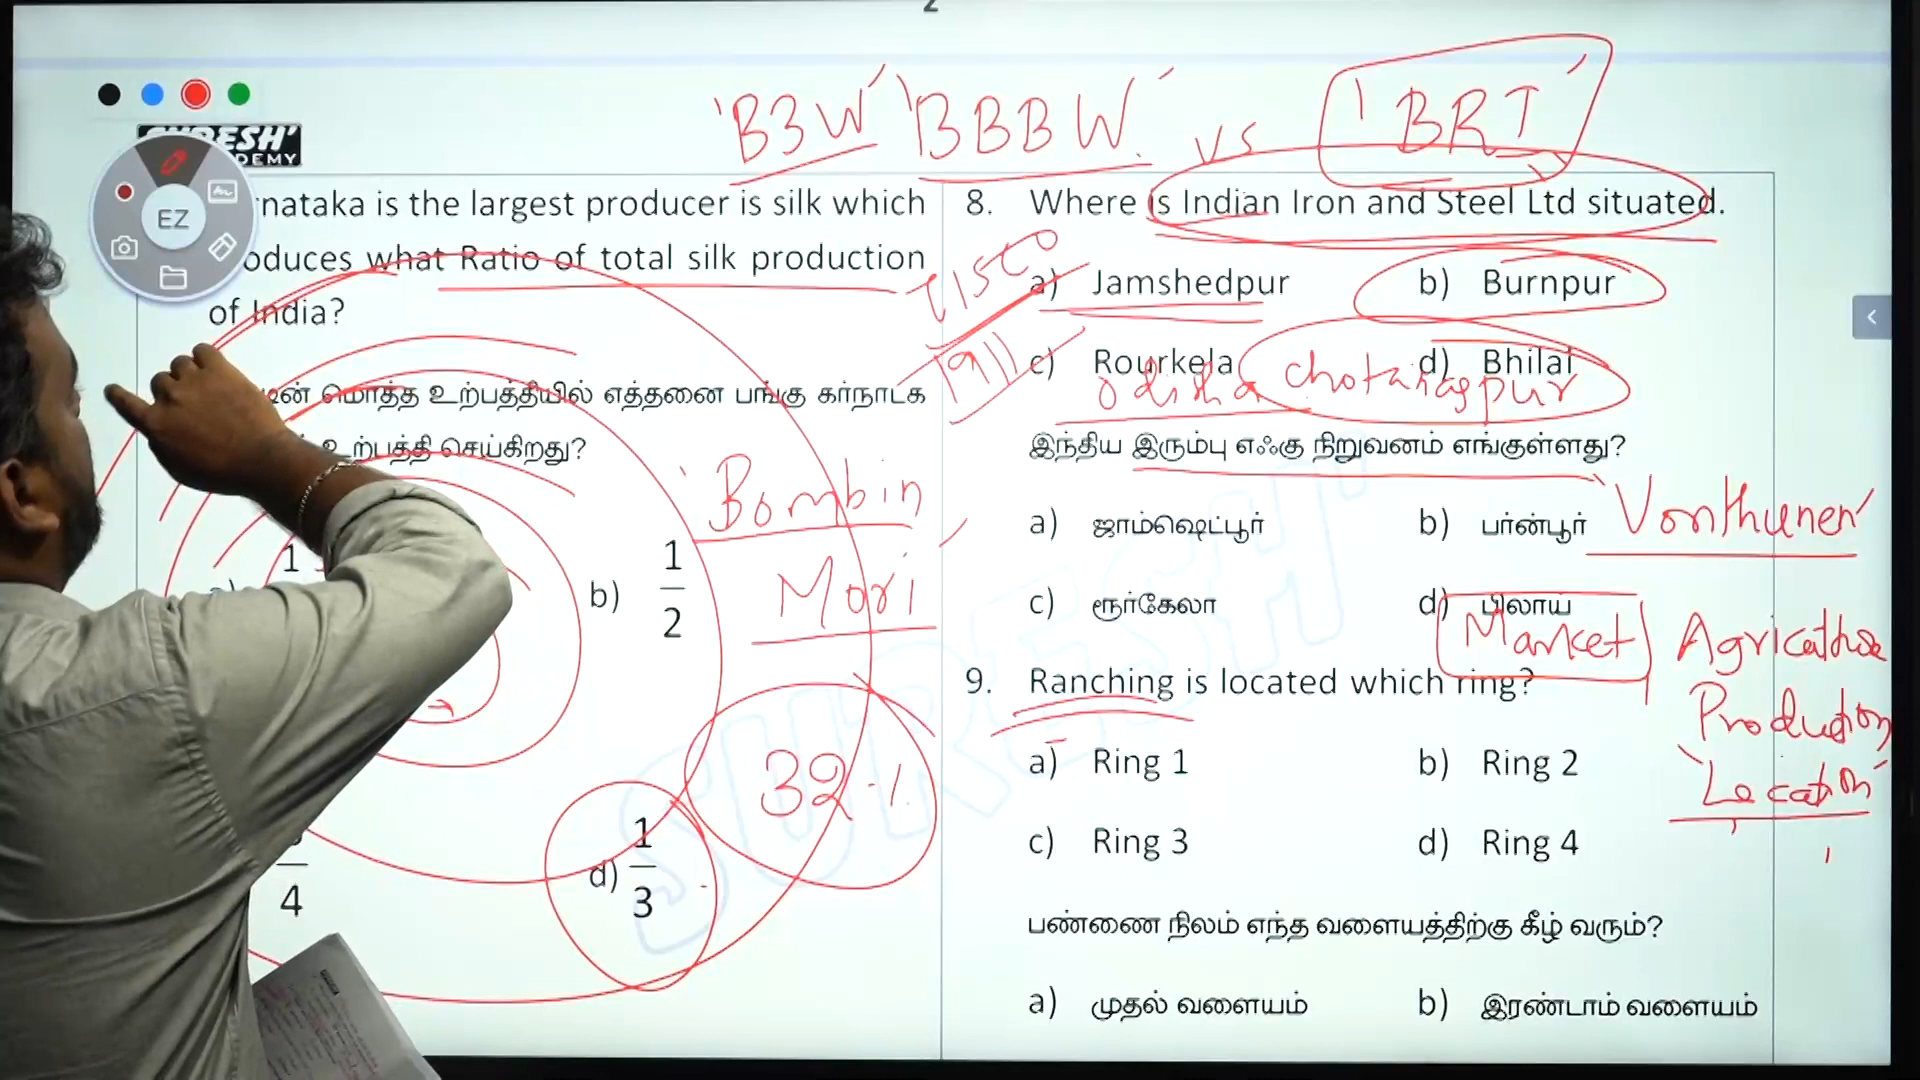 2
'B3W' 'BBBW' vs 'BRT'
EZ
nataka is the largest producer is silk which
oduces what Ratio of total silk production
of India?
மொத்த உற்பத்தியில் எத்தனை பங்கு கர்நாடக
உற்பத்தி செய்கிறது?
1
b) 1/2
4
d) 1/3
'Bombin
Mori'
32 %
8. Where is Indian Iron and Steel Ltd situated.
TISCO
1911
a) Jamshedpur b) Burnpur
c) Rourkela d) Bhilai
odisha chotanagpur
இந்திய இரும்பு எஃகு நிறுவனம் எங்குள்ளது?
a) ஜாம்ஷெட்பூர் b) பர்ன்பூர்
c) ரூர்கேலா d) பிலாய்
'Vonthunen'
Market
Production
'Location'
9. Ranching is located which ring?
a) Ring 1 b) Ring 2
c) Ring 3 d) Ring 4
பண்ணை நிலம் எந்த வளையத்திற்கு கீழ் வரும்?
a) முதல் வளையம் b) இரண்டாம் வளையம்
SURESH'